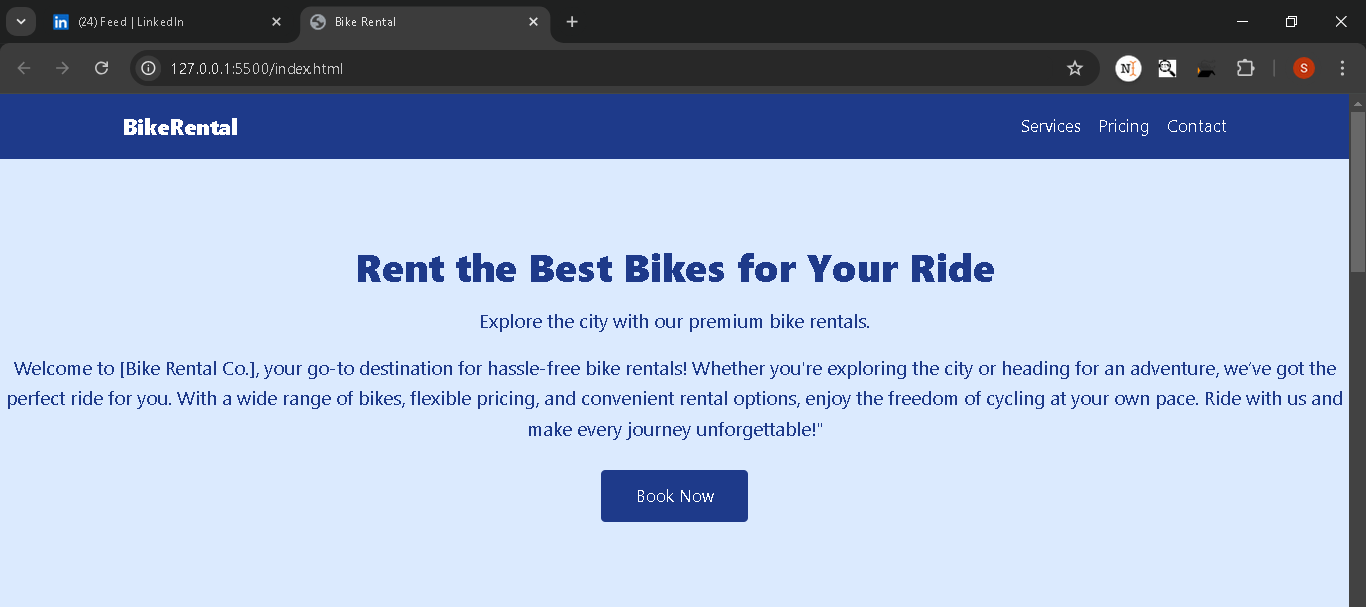 (24) Feed | LinkedIn
Bike Rental
127.0.0.1:5500/index.html
S
BikeRental
Services Pricing Contact
Rent the Best Bikes for Your Ride
Explore the city with our premium bike rentals.
Welcome to [Bike Rental Co.], your go-to destination for hassle-free bike rentals! Whether you're exploring the city or heading for an adventure, we’ve got the
perfect ride for you. With a wide range of bikes, flexible pricing, and convenient rental options, enjoy the freedom of cycling at your own pace. Ride with us and
make every journey unforgettable!"
Book Now